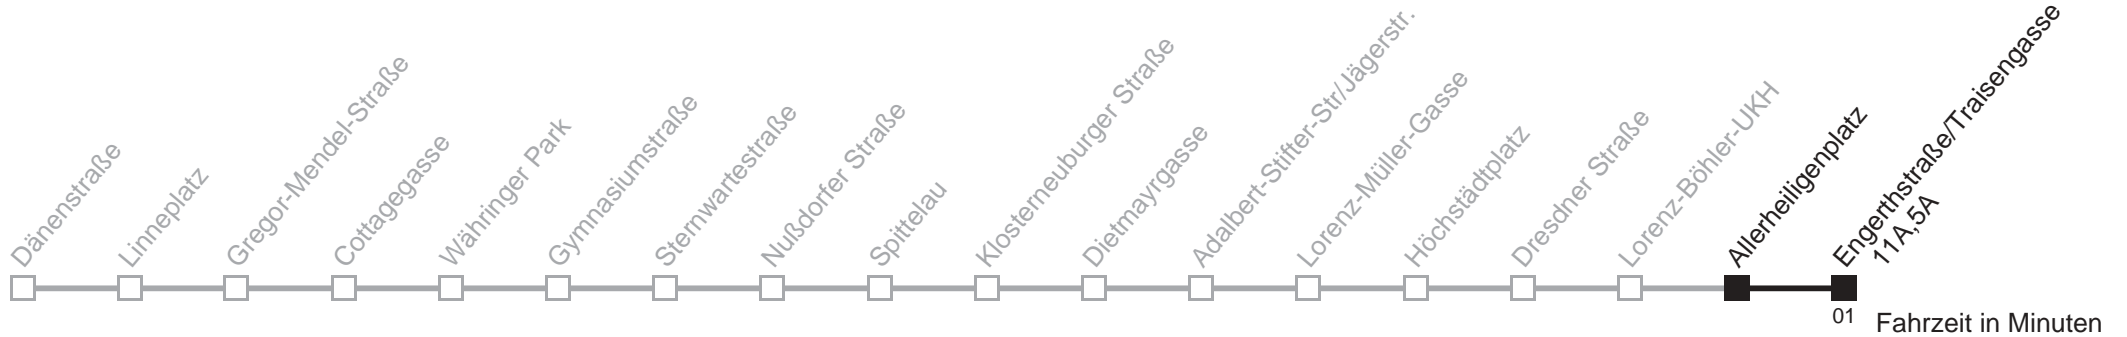 Dänenstraße
Linneplatz
Gregor-Mendel-Straße
Cottagegasse
Währinger Park
Gymnasiumstraße
Sternwartestraße
Nußdorfer Straße
Spittelau
Klosterneuburger Straße
Dietmayrgasse
Adalbert-Stifter-Str/Jägerstr.
Lorenz-Müller-Gasse
Höchstädtplatz
Dresdner Straße
Lorenz-Böhler-UKH
Allerheiligenplatz
Engerthstraße/Traisengasse
11A,5A
01
Fahrzeit in Minuten